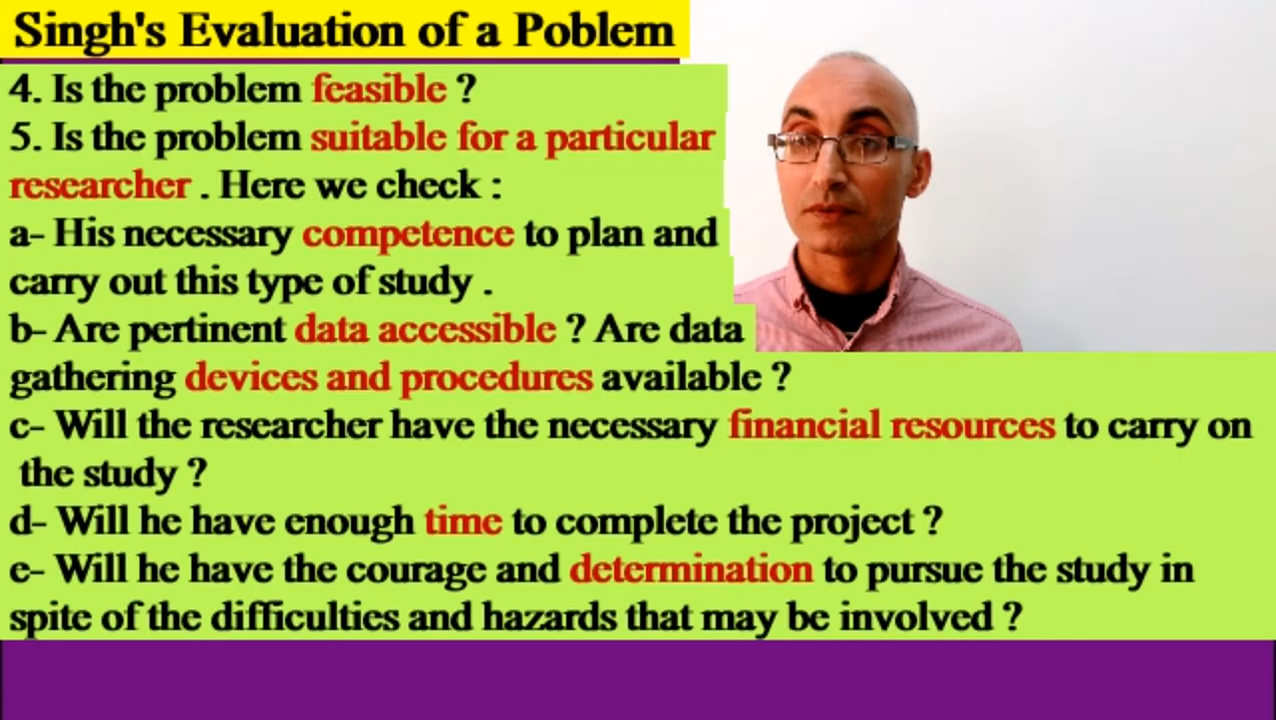 Singh's Evaluation of a Poblem
4. Is the problem feasible ?
5. Is the problem suitable for a particular
researcher . Here we check :
a- His necessary competence to plan and
carry out this type of study .
b- Are pertinent data accessible ? Are data
gathering devices and procedures available ?
c- Will the researcher have the necessary financial resources to carry on
the study ?
d- Will he have enough time to complete the project ?
e- Will he have the courage and determination to pursue the study in
spite of the difficulties and hazards that may be involved ?